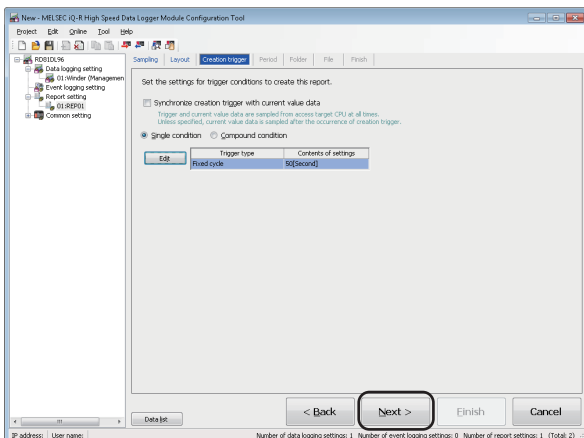 New - MELSEC iQ-R High Speed Data Logger Module Configuration Tool
Project Edit Online Tool Help
RD81DL96
Data logging setting
01:Winder (Managemen
Event logging setting
Report setting
01:REP01
Common setting
Sampling Layout Creation trigger Period Folder File Finish
Set the settings for trigger conditions to create this report.
Synchronize creation trigger with current value data
Trigger and current value data are sampled from access target CPU at all times.
Unless specified, current value data is sampled after the occurrence of creation trigger.
Single condition Compound condition
Edit
Trigger type Contents of settings
Fixed cycle 50[Second]
Data list
< Back Next > Finish Cancel
IP address: User name: Number of data logging settings: 1 Number of event logging settings: 0 Number of report settings: 1 (Total: 2)